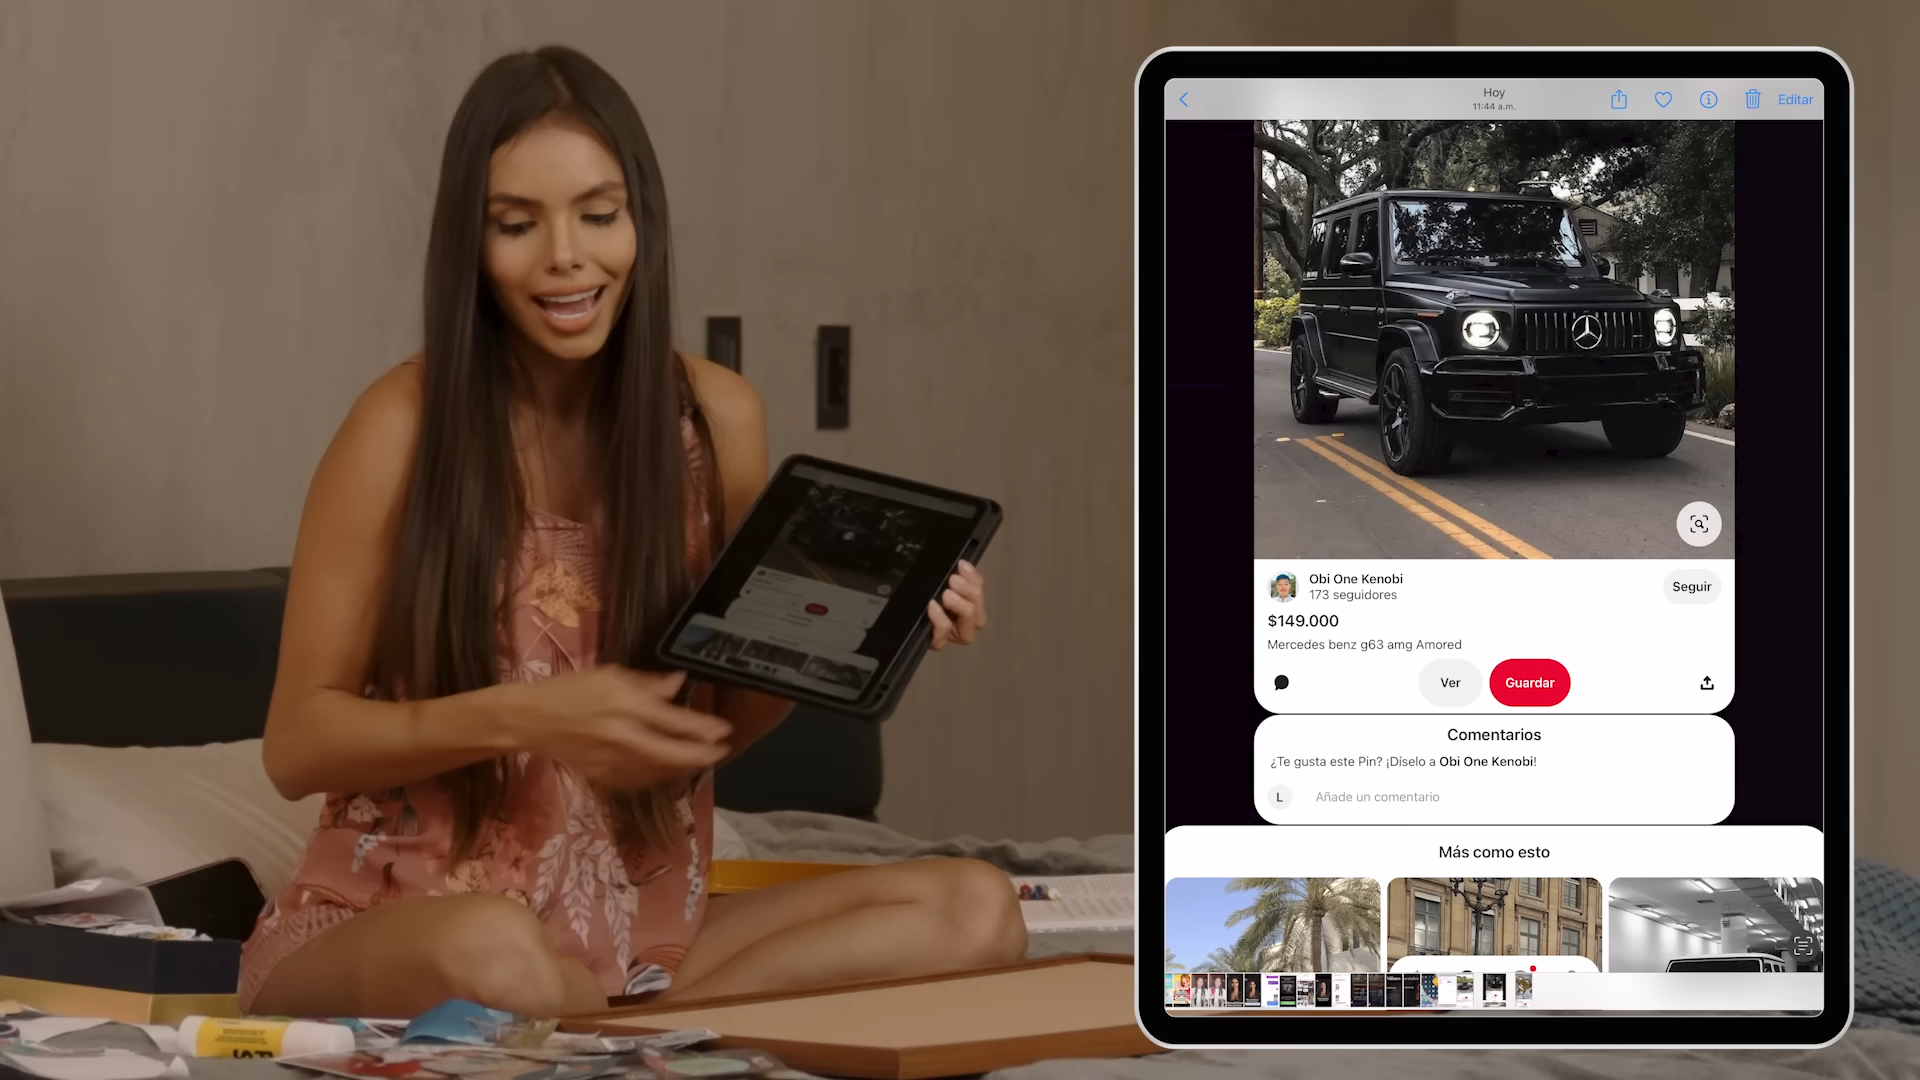 Hoy
11:44 a.m.
Editar
Obi One Kenobi
173 seguidores
Seguir
$149.000
Mercedes benz g63 amg Amored
Ver
Guardar
Comentarios
¿Te gusta este Pin? ¡Díselo a Obi One Kenobi!
L
Añade un comentario
Más como esto